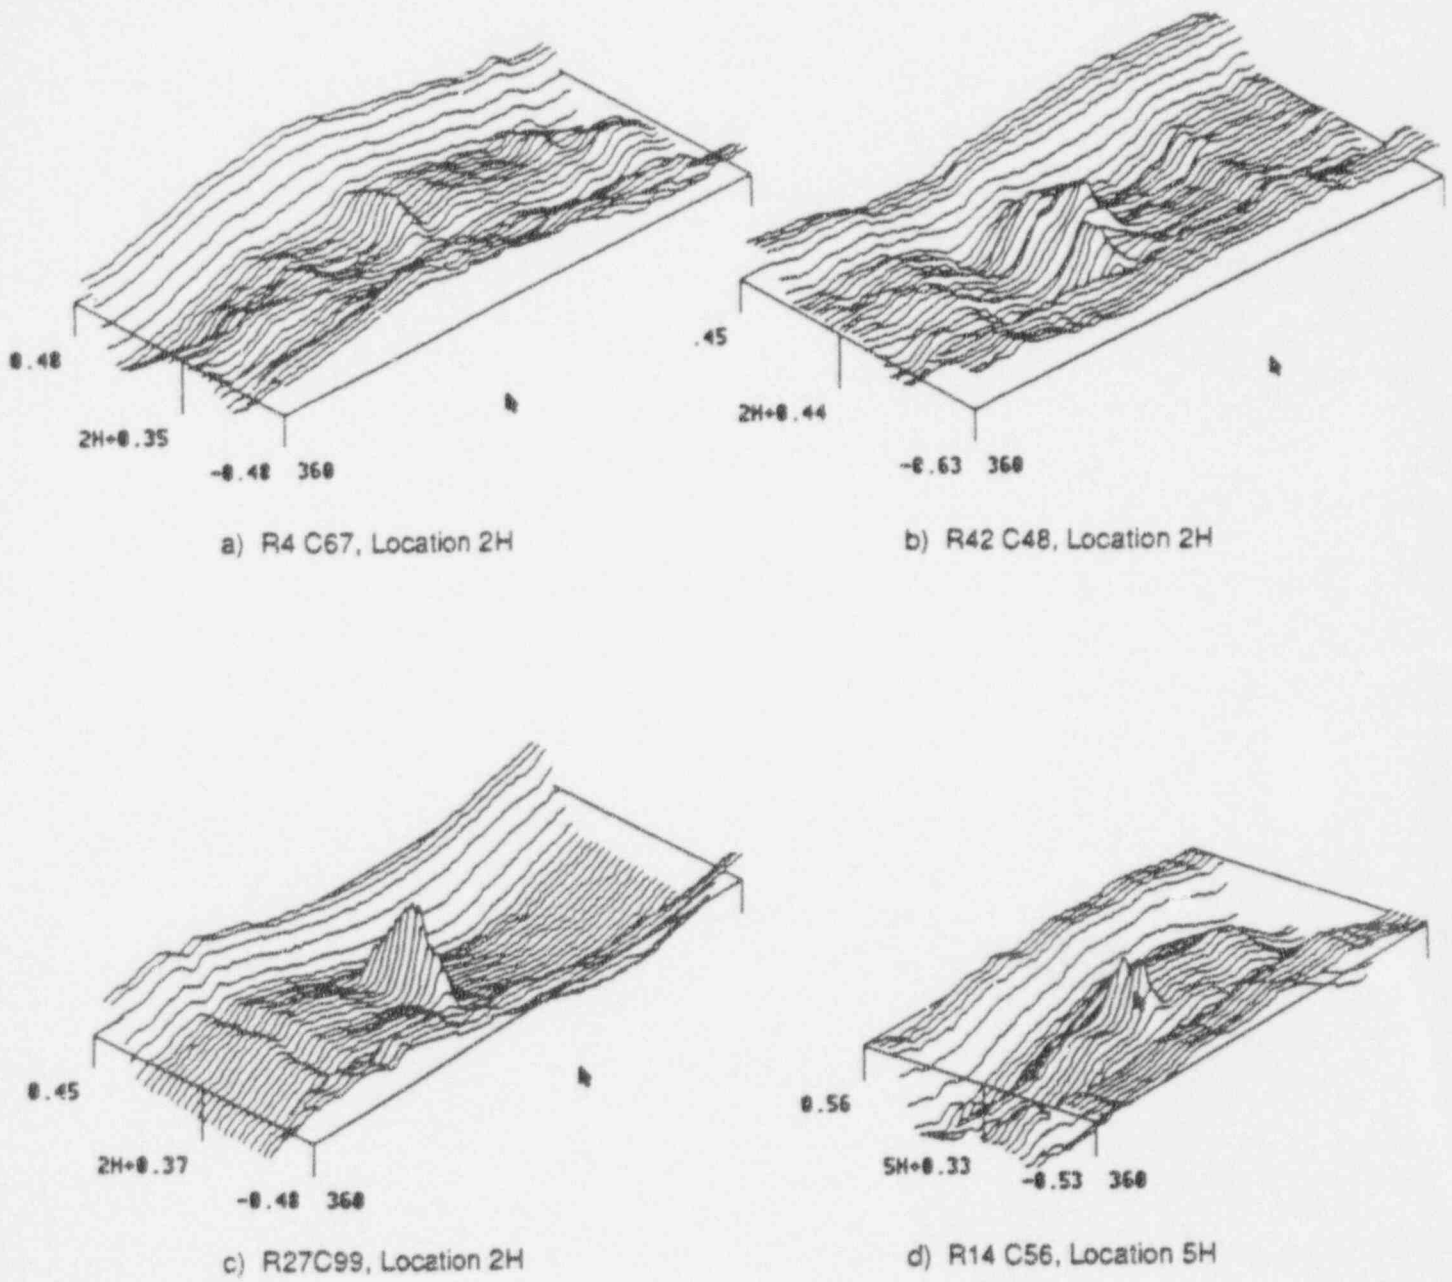 0.48
2H+0.35
-0.48 360
a) R4 C67, Location 2H
.45
2H+0.44
-0.63 360
b) R42 C48, Location 2H
0.45
2H+0.37
-0.48 360
c) R27C99, Location 2H
0.56
5H+0.33
-0.53 360
d) R14 C56, Location 5H